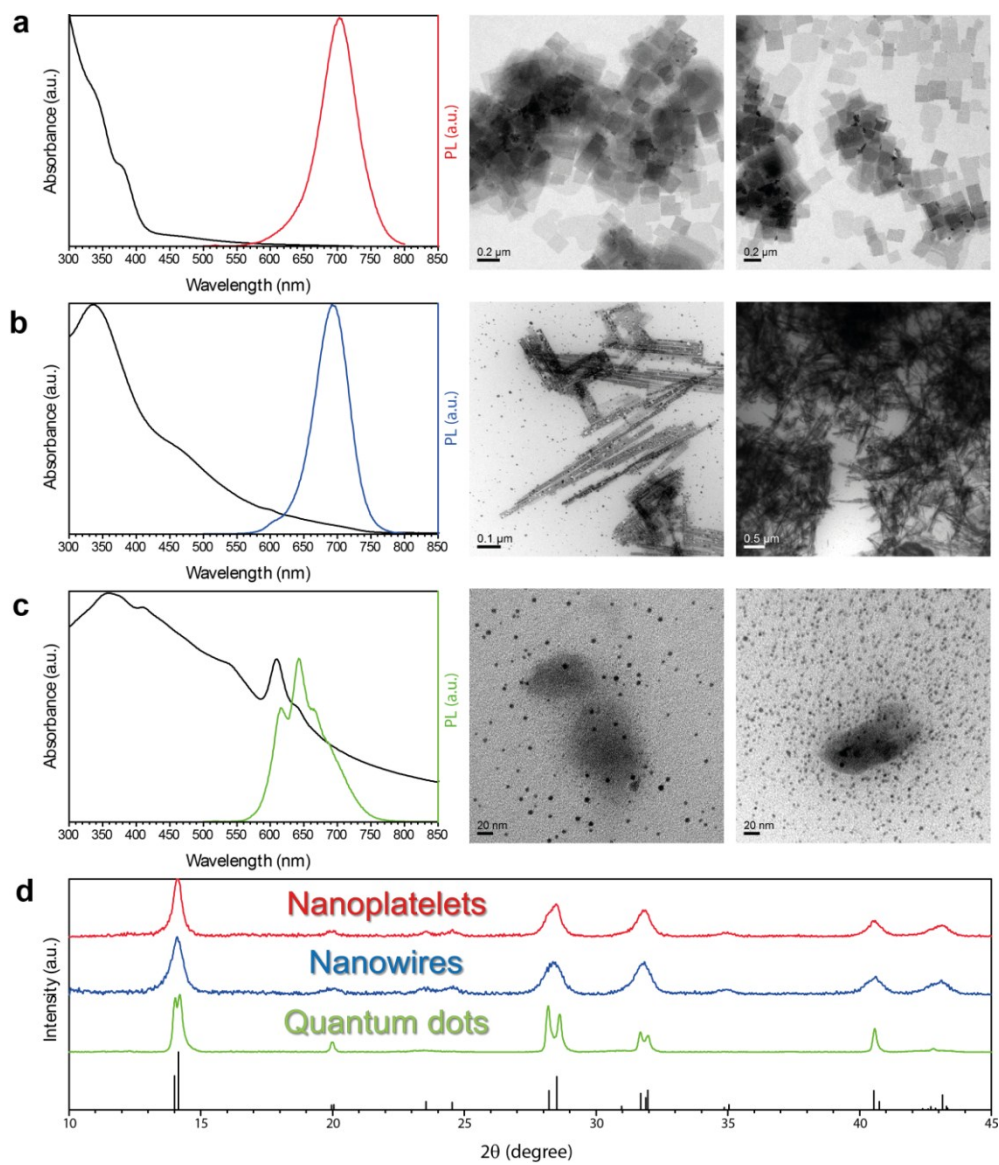 a
Absorbance (a.u.)
PL (a.u.)
300 350 400 450 500 550 600 650 700 750 800 850
Wavelength (nm)
0.2 µm
0.2 µm
b
Absorbance (a.u.)
PL (a.u.)
300 350 400 450 500 550 600 650 700 750 800 850
Wavelength (nm)
0.1 µm
0.5 µm
c
Absorbance (a.u.)
PL (a.u.)
300 350 400 450 500 550 600 650 700 750 800 850
Wavelength (nm)
20 nm
20 nm
d
Intensity (a.u.)
Nanoplatelets
Nanowires
Quantum dots
10 15 20 25 30 35 40 45
2θ (degree)